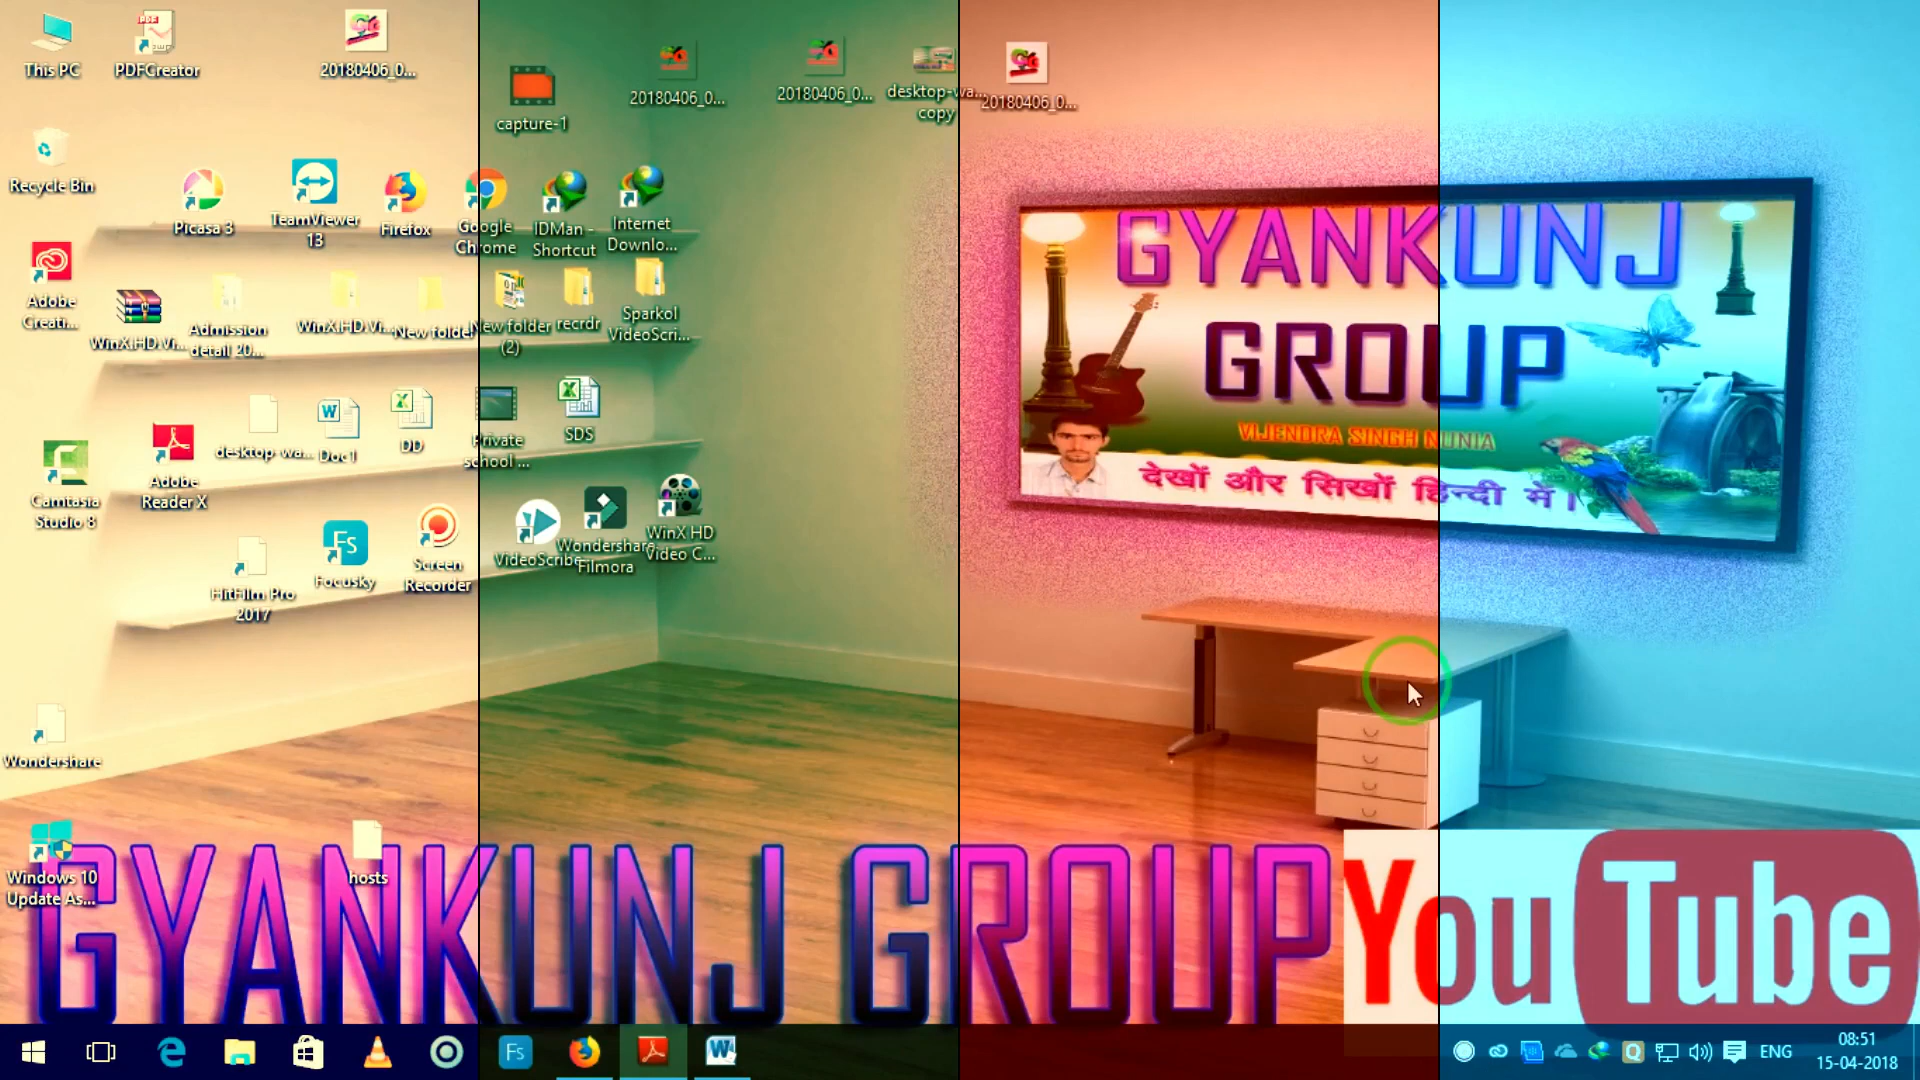 This PC
PDFCreator
20180406_0...
capture-1
20180406_0...
20180406_0...
desktop-wa...
copy
20180406_0...
Recycle Bin
Picasa 3
TeamViewer
13
Firefox
Google
Chrome
IDMan -
Shortcut
Internet
Downlo...
Adobe
Creati...
WinX.HD.Vi...
Admission
detail 20...
WinX.HD.Vi...
New folder
New folder
(2)
recrdr
Sparkol
VideoScri...
GYANKUNJ
GROUP
VIJENDRA SINGH NUNIA
देखों और सिखों हिन्दी में।
Camtasia
Studio 8
Adobe
Reader X
desktop-wa...
Doc1
DD
Private
school ...
SDS
HitFilm Pro
2017
Focusky
Screen
Recorder
VideoScribe
Wondershare
Filmora
WinX HD
Video C...
Wondershare
Windows 10
Update As...
hosts
GYANKUNJ GROUP
YouTube
ENG
08:51
15-04-2018